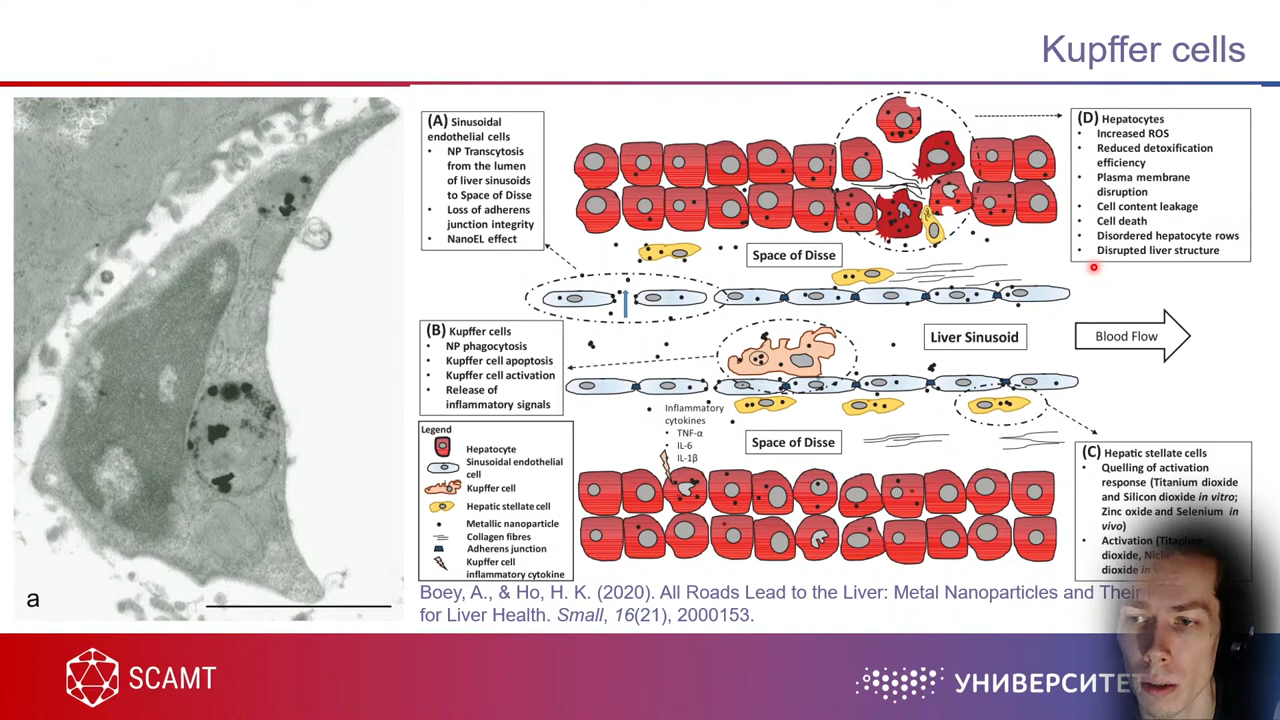 Kupffer cells
a
(A) Sinusoidal
endothelial cells
• NP Transcytosis
from the lumen
of liver sinusoids
to Space of Disse
• Loss of adherens
junction integrity
• NanoEL effect
(B) Kupffer cells
• NP phagocytosis
• Kupffer cell apoptosis
• Kupffer cell activation
• Release of
inflammatory signals
Legend
Hepatocyte
Sinusoidal endothelial
cell
Kupffer cell
Hepatic stellate cell
Metallic nanoparticle
Collagen fibres
Adherens junction
Kupffer cell
inflammatory cytokine
Space of Disse
Liver Sinusoid
Blood Flow
Inflammatory
cytokines
• TNF-α
• IL-6
• IL-1β
Space of Disse
(D) Hepatocytes
• Increased ROS
• Reduced detoxification
efficiency
• Plasma membrane
disruption
• Cell content leakage
• Cell death
• Disordered hepatocyte rows
• Disrupted liver structure
(C) Hepatic stellate cells
• Quelling of activation
response (Titanium dioxide
and Silicon dioxide in vitro;
Zinc oxide and Selenium in
vivo)
• Activation
dioxide,
dioxide in
Boey, A., & Ho, H. K. (2020). All Roads Lead to the Liver: Metal Nanoparticles and Their
for Liver Health. Small, 16(21), 2000153.
SCAMT
УНИВЕРСИТЕТ